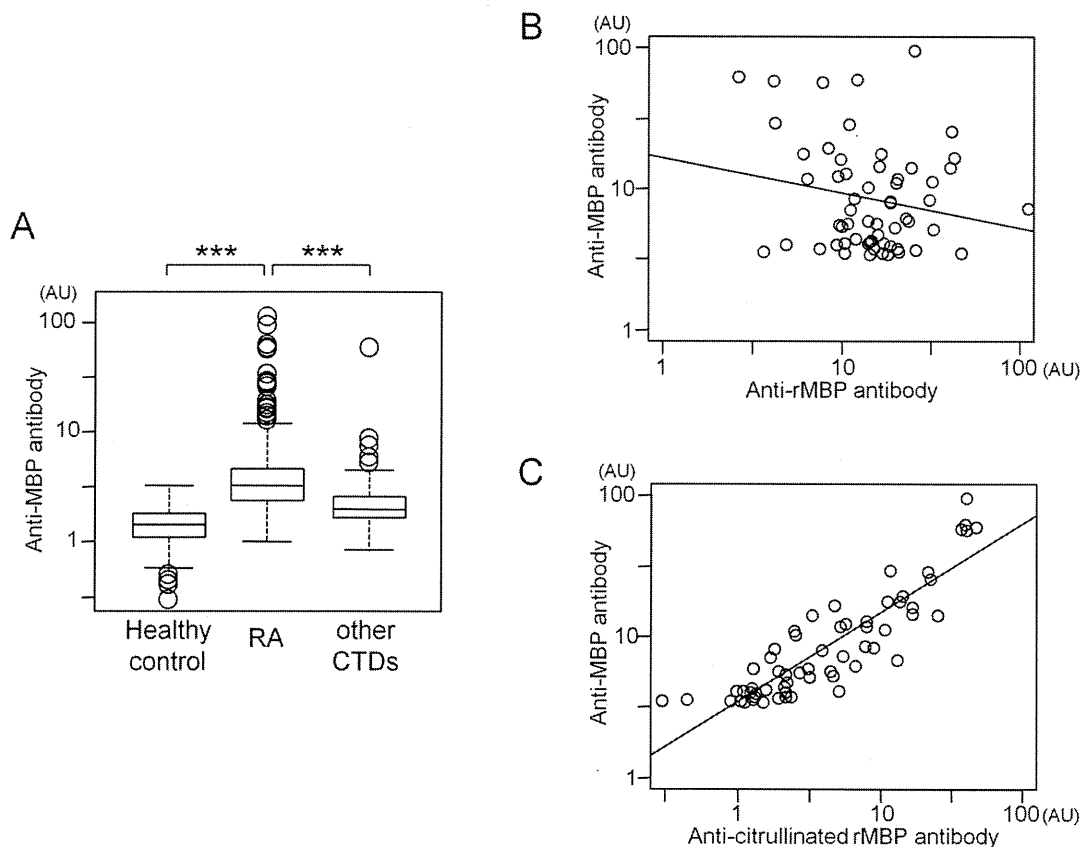 A
*** ***
(AU)
100
10
1
Anti-MBP antibody
Healthy control
RA
other CTDs
B
(AU)
100
10
1
Anti-MBP antibody
1 10 100 (AU)
Anti-rMBP antibody
C
(AU)
100
10
1
Anti-MBP antibody
1 10 100 (AU)
Anti-citrullinated rMBP antibody